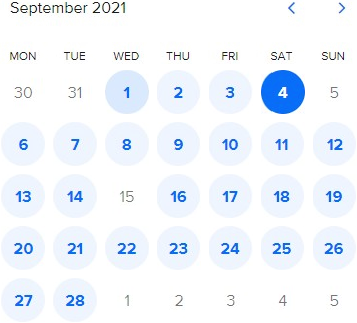 September 2021
MON TUE WED THU FRI SAT SUN
30 31 1 2 3 4 5
6 7 8 9 10 11 12
13 14 15 16 17 18 19
20 21 22 23 24 25 26
27 28 1 2 3 4 5